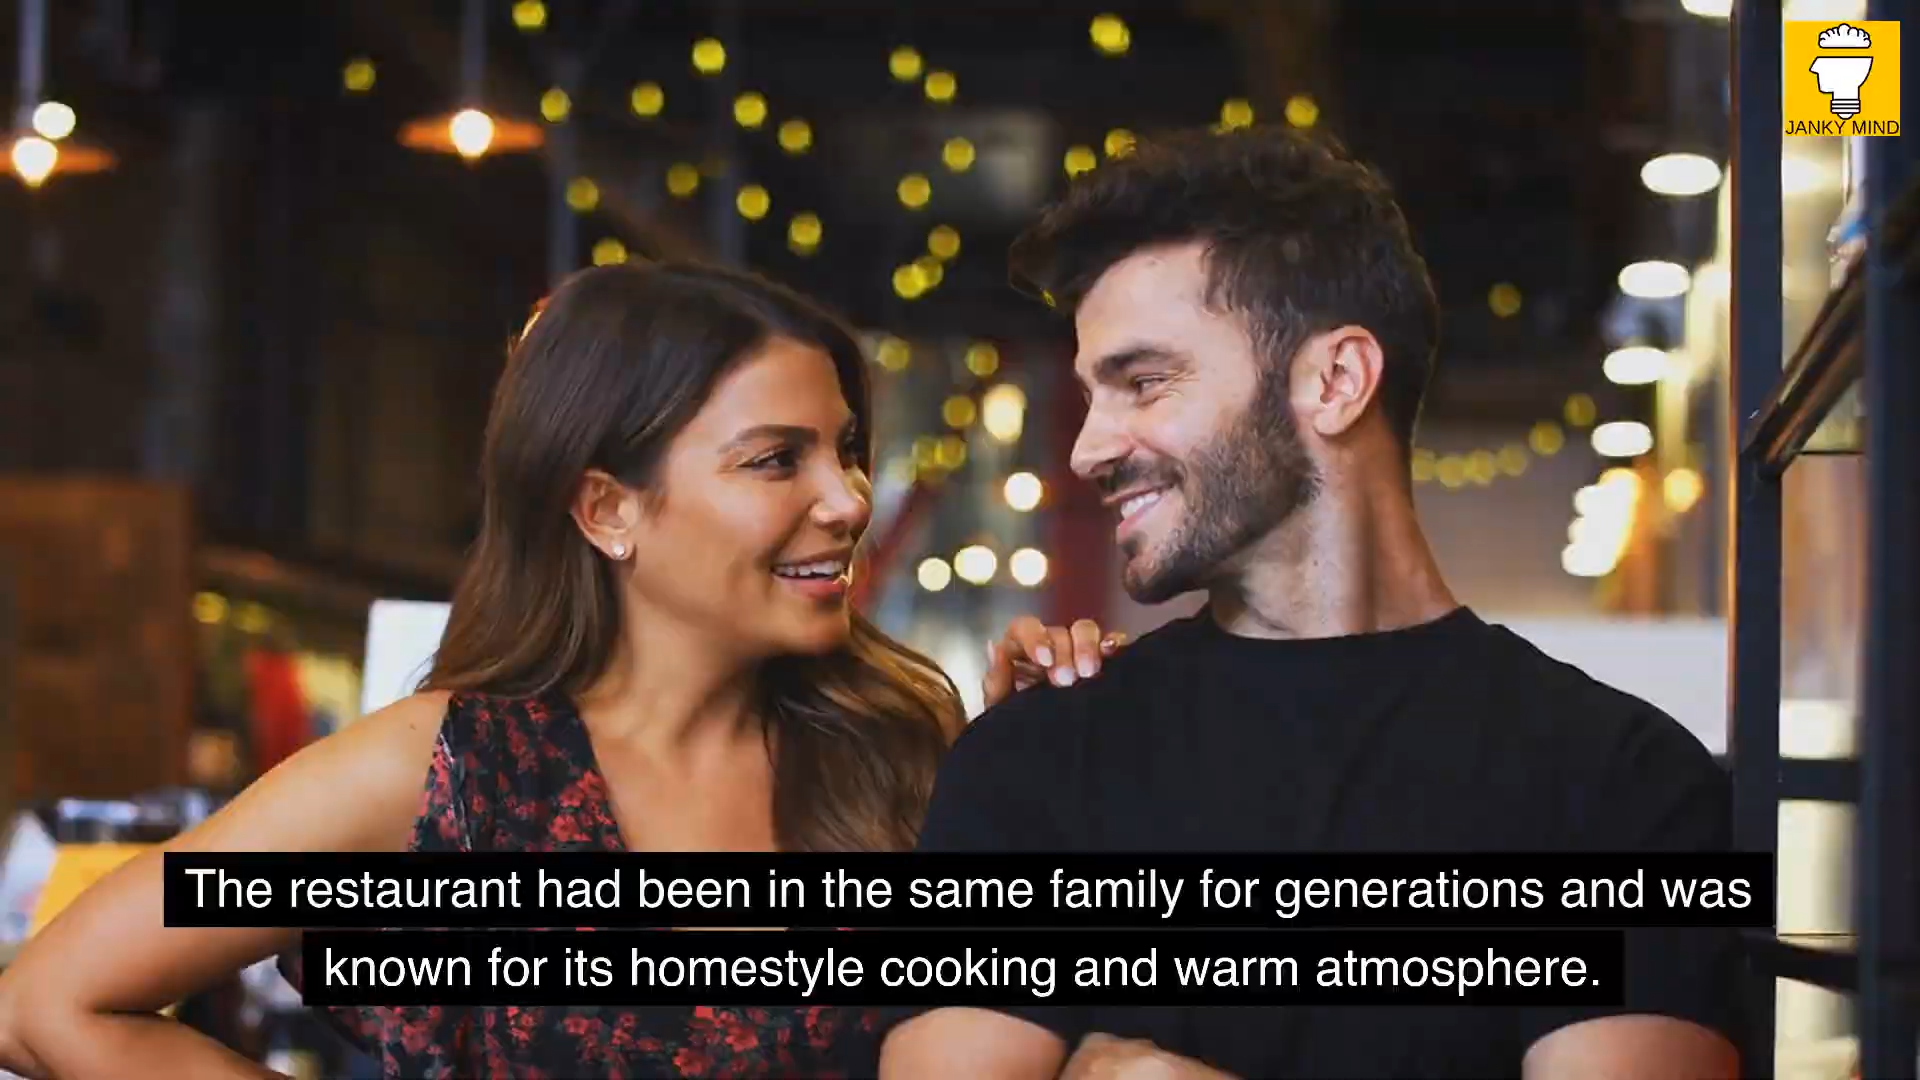 JANKY MIND
The restaurant had been in the same family for generations and was
known for its homestyle cooking and warm atmosphere.